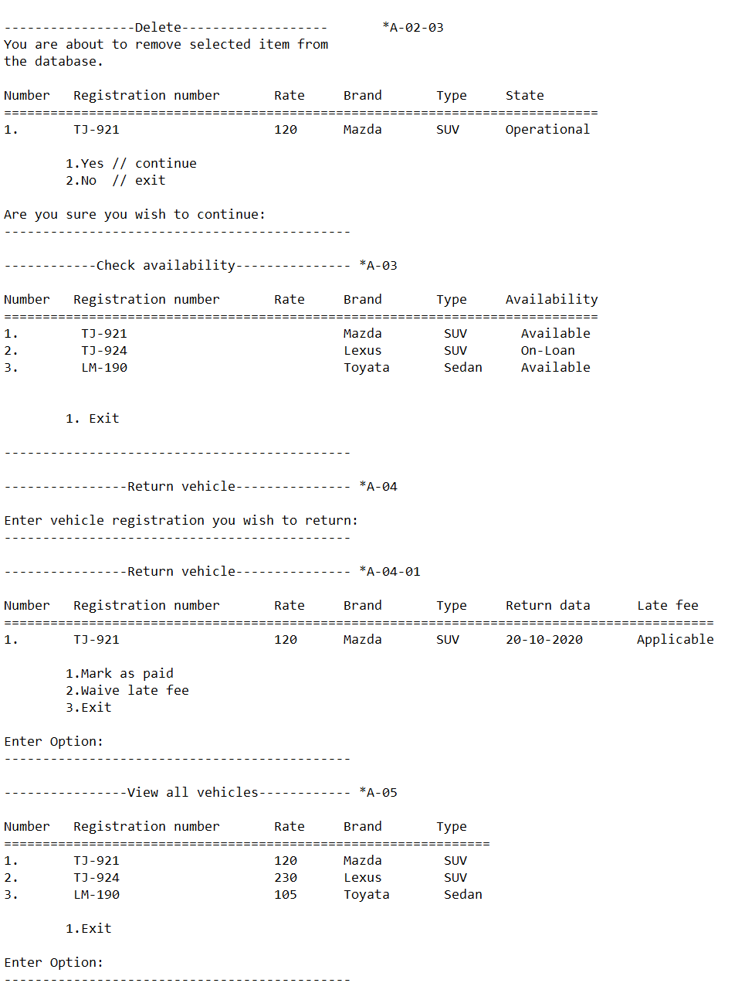 -----------------Delete-------------------       *A-02-03
You are about to remove selected item from
the database.
Number   Registration number       Rate     Brand       Type     State
=============================================================================
1.       TJ-921                    120      Mazda       SUV      Operational
1.Yes // continue
2.No  // exit
Are you sure you wish to continue:
---------------------------------------------
------------Check availability--------------- *A-03
Number   Registration number       Rate     Brand       Type     Availability
=============================================================================
1.        TJ-921                            Mazda        SUV       Available
2.        TJ-924                            Lexus        SUV       On-Loan
3.        LM-190                            Toyata       Sedan     Available
1. Exit
---------------------------------------------
----------------Return vehicle--------------- *A-04
Enter vehicle registration you wish to return:
---------------------------------------------
----------------Return vehicle--------------- *A-04-01
Number   Registration number       Rate     Brand       Type     Return data      Late fee
============================================================================================
1.       TJ-921                    120      Mazda       SUV      20-10-2020       Applicable
1.Mark as paid
2.Waive late fee
3.Exit
Enter Option:
---------------------------------------------
----------------View all vehicles------------ *A-05
Number   Registration number       Rate     Brand       Type
===============================================================
1.       TJ-921                    120      Mazda        SUV
2.       TJ-924                    230      Lexus        SUV
3.       LM-190                    105      Toyata       Sedan
1.Exit
Enter Option:
---------------------------------------------